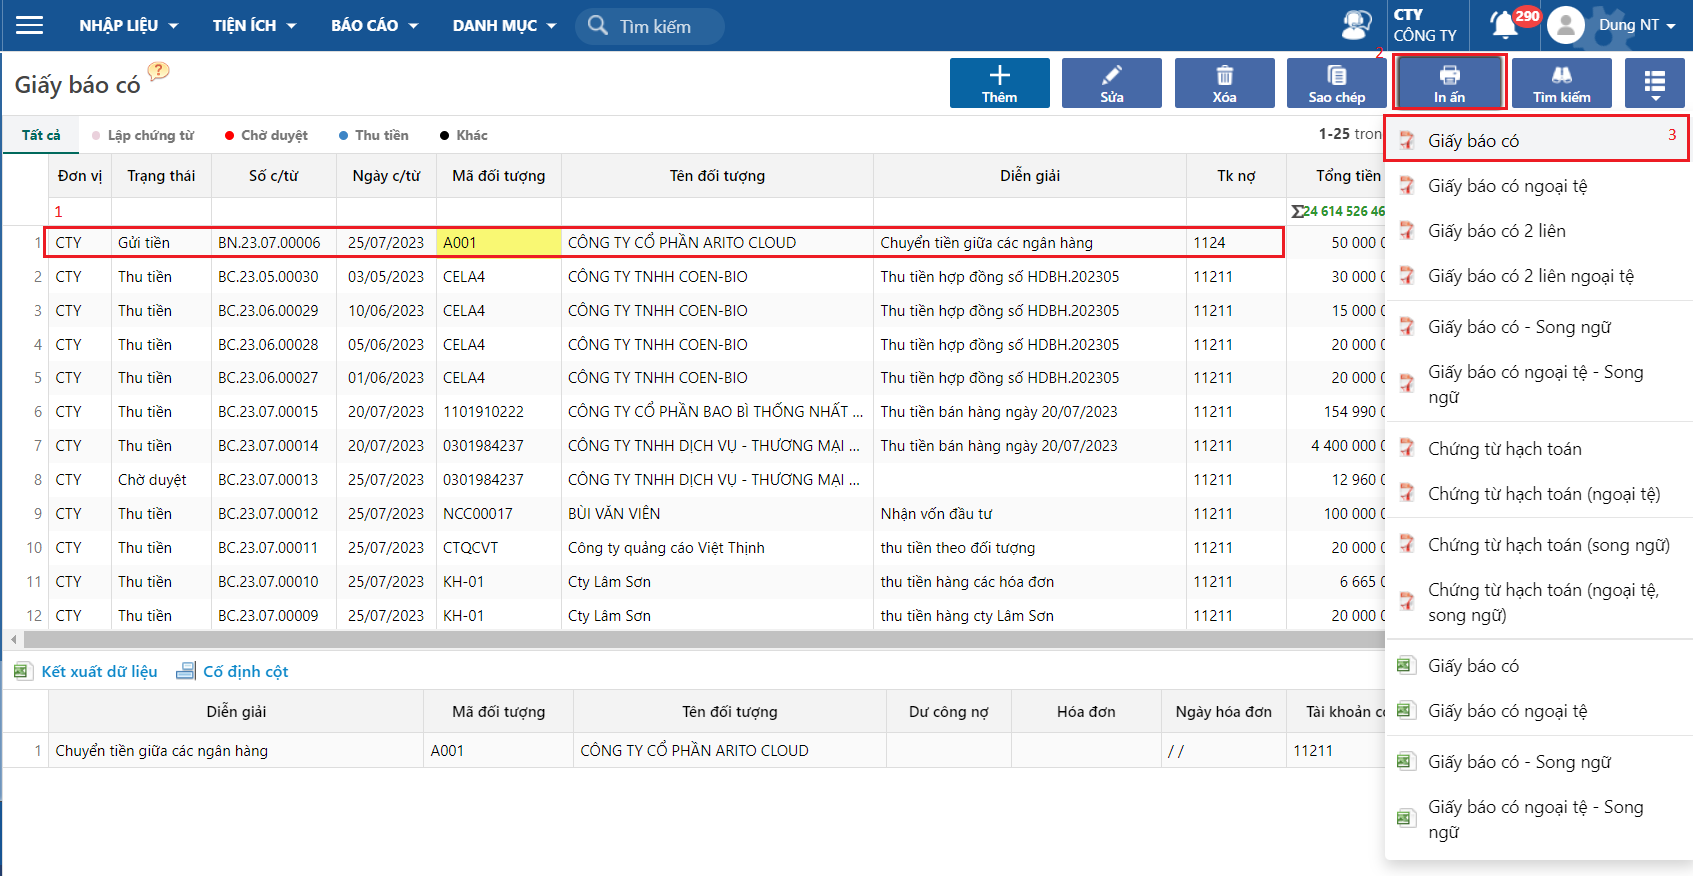 NHẬP LIỆU TIỆN ÍCH BÁO CÁO DANH MỤC Tìm kiếm CTY 290 Dung NT
CÔNG TY
2
Giấy báo có ?
Thêm Sửa Xóa Sao chép In ấn Tìm kiếm
Tất cả Lập chứng từ Chờ duyệt Thu tiền Khác 1-25 tron
Đơn vị Trạng thái Số c/từ Ngày c/từ Mã đối tượng Tên đối tượng Diễn giải Tk nợ Tổng tiền
1 Σ24 614 526 46
1 CTY Gửi tiền BN.23.07.00006 25/07/2023 A001 CÔNG TY CỔ PHẦN ARITO CLOUD Chuyển tiền giữa các ngân hàng 1124 50 000 0
2 CTY Thu tiền BC.23.05.00030 03/05/2023 CELA4 CÔNG TY TNHH COEN-BIO Thu tiền hợp đồng số HDBH.202305 11211 30 000 0
3 CTY Thu tiền BC.23.06.00029 10/06/2023 CELA4 CÔNG TY TNHH COEN-BIO Thu tiền hợp đồng số HDBH.202305 11211 15 000 0
4 CTY Thu tiền BC.23.06.00028 05/06/2023 CELA4 CÔNG TY TNHH COEN-BIO Thu tiền hợp đồng số HDBH.202305 11211 20 000 0
5 CTY Thu tiền BC.23.06.00027 01/06/2023 CELA4 CÔNG TY TNHH COEN-BIO Thu tiền hợp đồng số HDBH.202305 11211 20 000 0
6 CTY Thu tiền BC.23.07.00015 20/07/2023 1101910222 CÔNG TY CỔ PHẦN BAO BÌ THỐNG NHẤT ... Thu tiền bán hàng ngày 20/07/2023 11211 154 990 0
7 CTY Thu tiền BC.23.07.00014 20/07/2023 0301984237 CÔNG TY TNHH DỊCH VỤ - THƯƠNG MẠI ... Thu tiền bán hàng ngày 20/07/2023 11211 4 400 000 0
8 CTY Chờ duyệt BC.23.07.00013 25/07/2023 0301984237 CÔNG TY TNHH DỊCH VỤ - THƯƠNG MẠI ... 11211 12 960 0
9 CTY Thu tiền BC.23.07.00012 25/07/2023 NCC00017 BÙI VĂN VIÊN Nhận vốn đầu tư 11211 100 000 0
10 CTY Thu tiền BC.23.07.00011 25/07/2023 CTQCVT Công ty quảng cáo Việt Thịnh thu tiền theo đối tượng 11211 20 000 0
11 CTY Thu tiền BC.23.07.00010 25/07/2023 KH-01 Cty Lâm Sơn thu tiền hàng các hóa đơn 11211 6 665 0
12 CTY Thu tiền BC.23.07.00009 25/07/2023 KH-01 Cty Lâm Sơn thu tiền hàng cty Lâm Sơn 11211 20 000 0
Kết xuất dữ liệu Cố định cột
Diễn giải Mã đối tượng Tên đối tượng Dư công nợ Hóa đơn Ngày hóa đơn Tài khoản c
1 Chuyển tiền giữa các ngân hàng A001 CÔNG TY CỔ PHẦN ARITO CLOUD / / 11211
Giấy báo có 3
Giấy báo có ngoại tệ
Giấy báo có 2 liên
Giấy báo có 2 liên ngoại tệ
Giấy báo có - Song ngữ
Giấy báo có ngoại tệ - Song
ngữ
Chứng từ hạch toán
Chứng từ hạch toán (ngoại tệ)
Chứng từ hạch toán (song ngữ)
Chứng từ hạch toán (ngoại tệ,
song ngữ)
Giấy báo có
Giấy báo có ngoại tệ
Giấy báo có - Song ngữ
Giấy báo có ngoại tệ - Song
ngữ